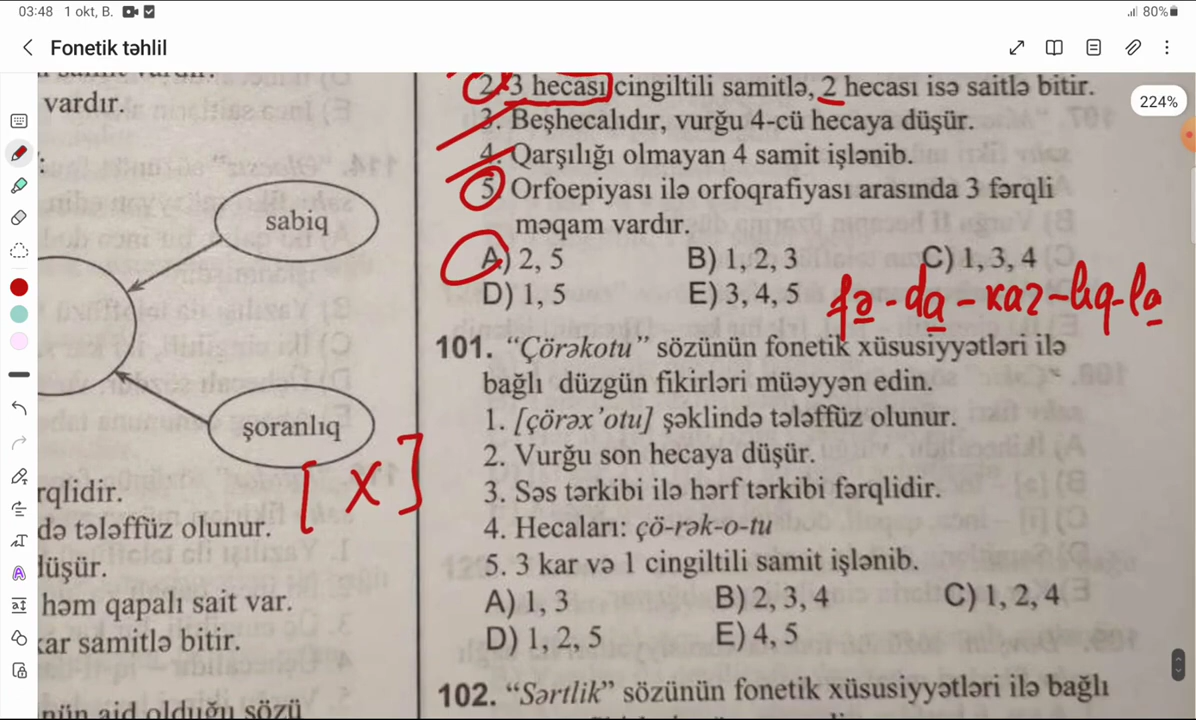 03:48 1 okt, B. 80%
Fonetik təhlil
224%
vardır.
sabiq
şoranlıq
rqlidir.
də tələffüz olunur.
lüşür.
həm qapalı sait var.
kar samitlə bitir.
nün aid olduğu sözü
[x]
2. 3 hecası cingiltili samitlə, 2 hecası isə saitlə bitir.
3. Beşhecalıdır, vurğu 4-cü hecaya düşür.
4. Qarşılığı olmayan 4 samit işlənib.
5. Orfoepiyası ilə orfoqrafiyası arasında 3 fərqli
məqam vardır.
A) 2, 5 B) 1, 2, 3 C) 1, 3, 4
D) 1, 5 E) 3, 4, 5
fə-da-kaz-lıq-la
101. “Çörəkotu” sözünün fonetik xüsusiyyətləri ilə
bağlı düzgün fikirləri müəyyən edin.
1. [çörəx’otu] şəklində tələffüz olunur.
2. Vurğu son hecaya düşür.
3. Səs tərkibi ilə hərf tərkibi fərqlidir.
4. Hecaları: çö-rək-o-tu
5. 3 kar və 1 cingiltili samit işlənib.
A) 1, 3 B) 2, 3, 4 C) 1, 2, 4
D) 1, 2, 5 E) 4, 5
102. “Sərtlik” sözünün fonetik xüsusiyyətləri ilə bağlı